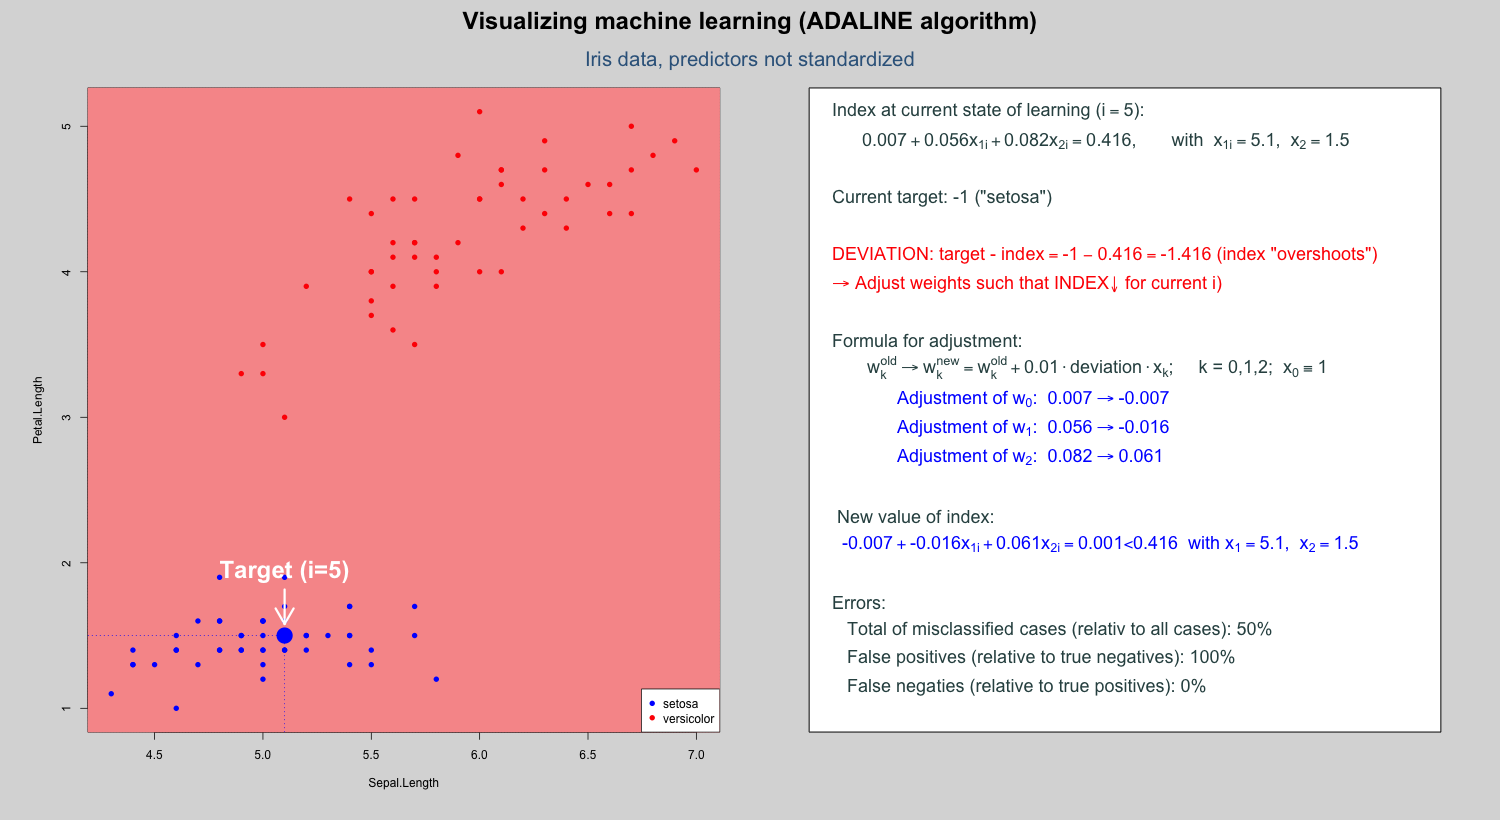 Visualizing machine learning (ADALINE algorithm)
Iris data, predictors not standardized
5
4
3
2
1
Petal.Length
Target (i=5)
setosa
versicolor
4.5 5.0 5.5 6.0 6.5 7.0
Sepal.Length
Index at current state of learning (i = 5):
0.007 + 0.056x₁ᵢ + 0.082x₂ᵢ = 0.416, with x₁ᵢ = 5.1, x₂ = 1.5
Current target: -1 ("setosa")
DEVIATION: target - index = -1 − 0.416 = -1.416 (index "overshoots")
→ Adjust weights such that INDEX↓ for current i)
Formula for adjustment:
w_k^old → w_k^new = w_k^old + 0.01 · deviation · x_k; k = 0,1,2; x₀ ≡ 1
Adjustment of w₀: 0.007 → -0.007
Adjustment of w₁: 0.056 → -0.016
Adjustment of w₂: 0.082 → 0.061
New value of index:
-0.007 + -0.016x₁ᵢ + 0.061x₂ᵢ = 0.001<0.416 with x₁ = 5.1, x₂ = 1.5
Errors:
Total of misclassified cases (relativ to all cases): 50%
False positives (relative to true negatives): 100%
False negaties (relative to true positives): 0%